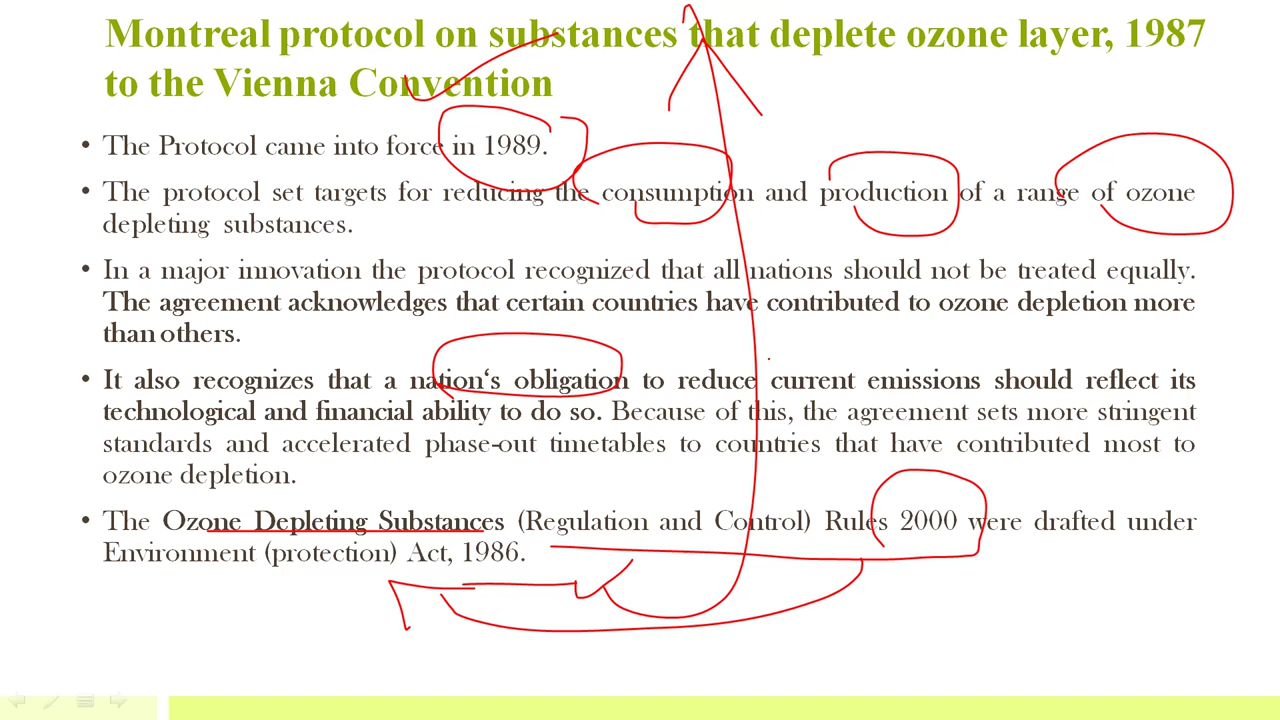 Montreal protocol on substances that deplete ozone layer, 1987
to the Vienna Convention
• The Protocol came into force in 1989.
• The protocol set targets for reducing the consumption and production of a range of ozone
depleting substances.
• In a major innovation the protocol recognized that all nations should not be treated equally.
The agreement acknowledges that certain countries have contributed to ozone depletion more
than others.
• It also recognizes that a nation‘s obligation to reduce current emissions should reflect its
technological and financial ability to do so. Because of this, the agreement sets more stringent
standards and accelerated phase-out timetables to countries that have contributed most to
ozone depletion.
• The Ozone Depleting Substances (Regulation and Control) Rules 2000 were drafted under
Environment (protection) Act, 1986.